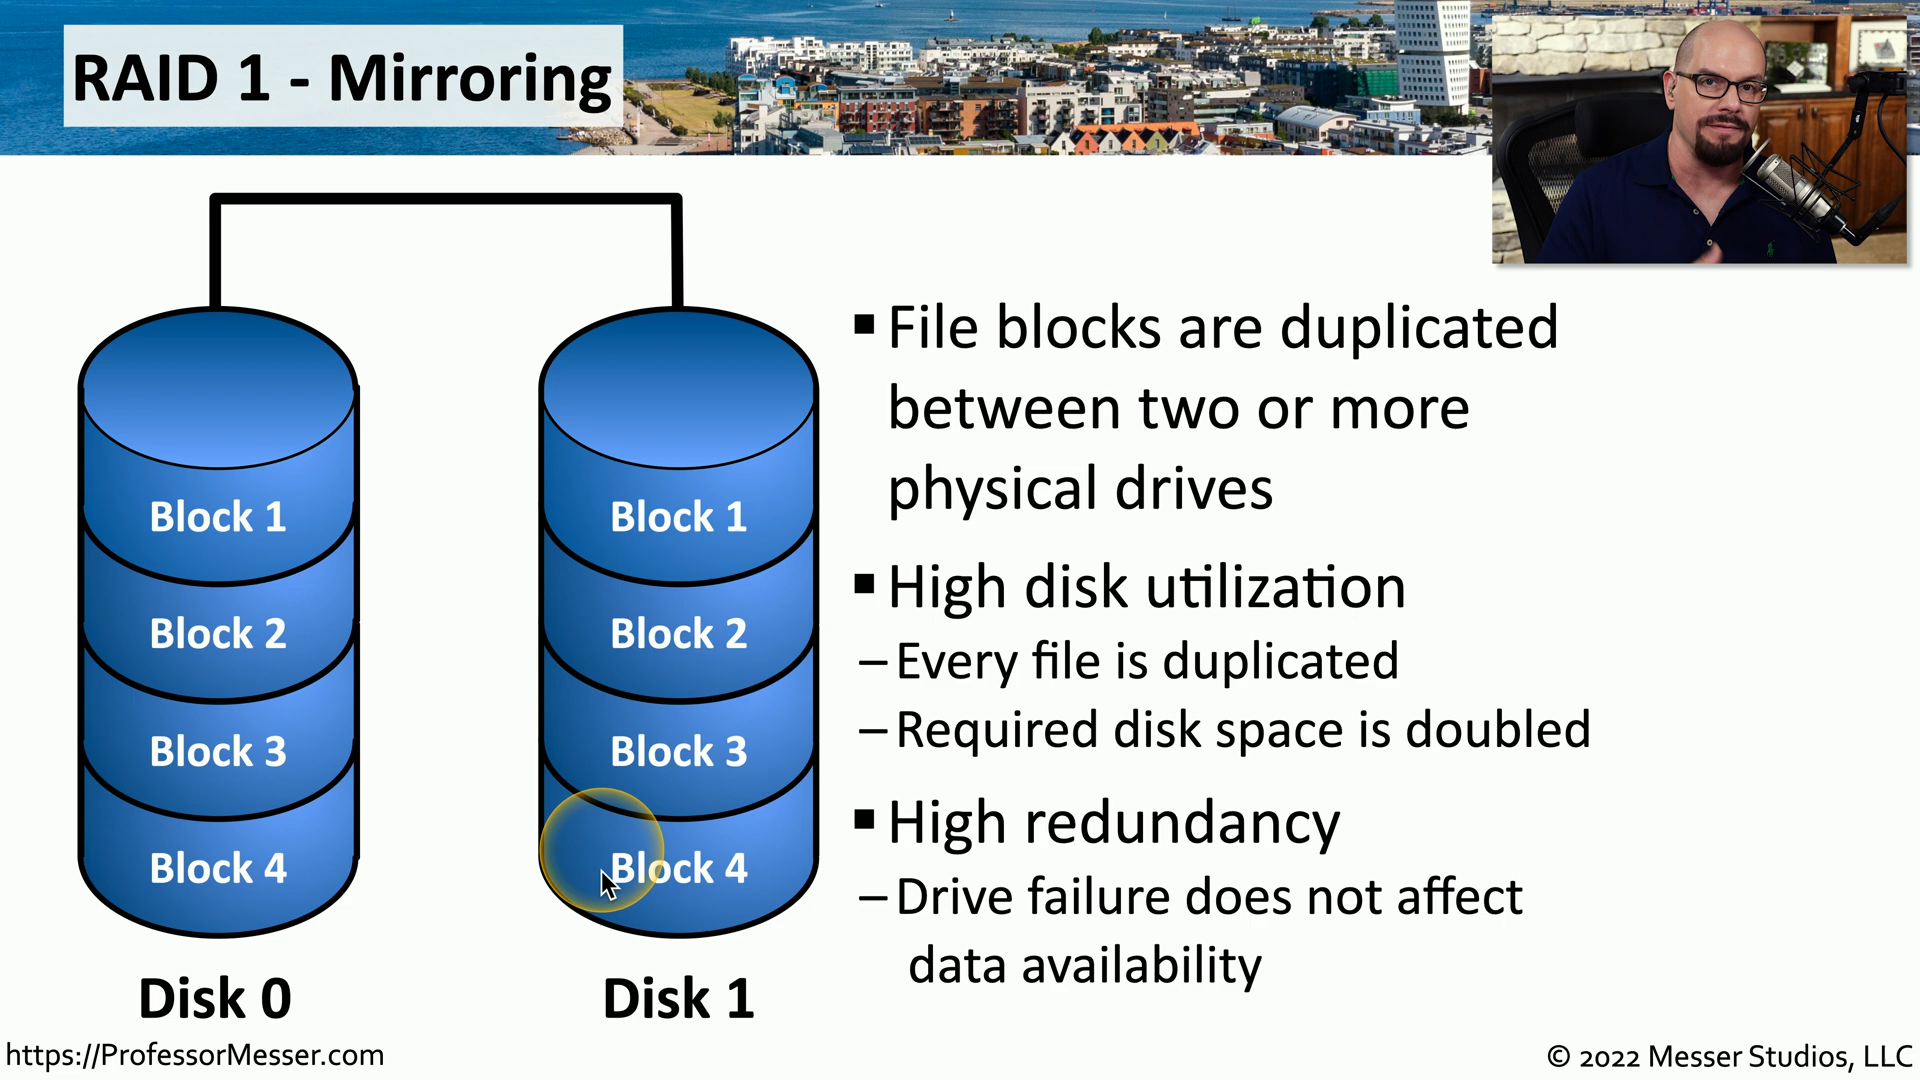 RAID 1 - Mirroring
Block 1
Block 2
Block 3
Block 4
Disk 0
Block 1
Block 2
Block 3
Block 4
Disk 1
▪ File blocks are duplicated
between two or more
physical drives
▪ High disk utilization
– Every file is duplicated
– Required disk space is doubled
▪ High redundancy
– Drive failure does not affect
data availability
https://ProfessorMesser.com
© 2022 Messer Studios, LLC